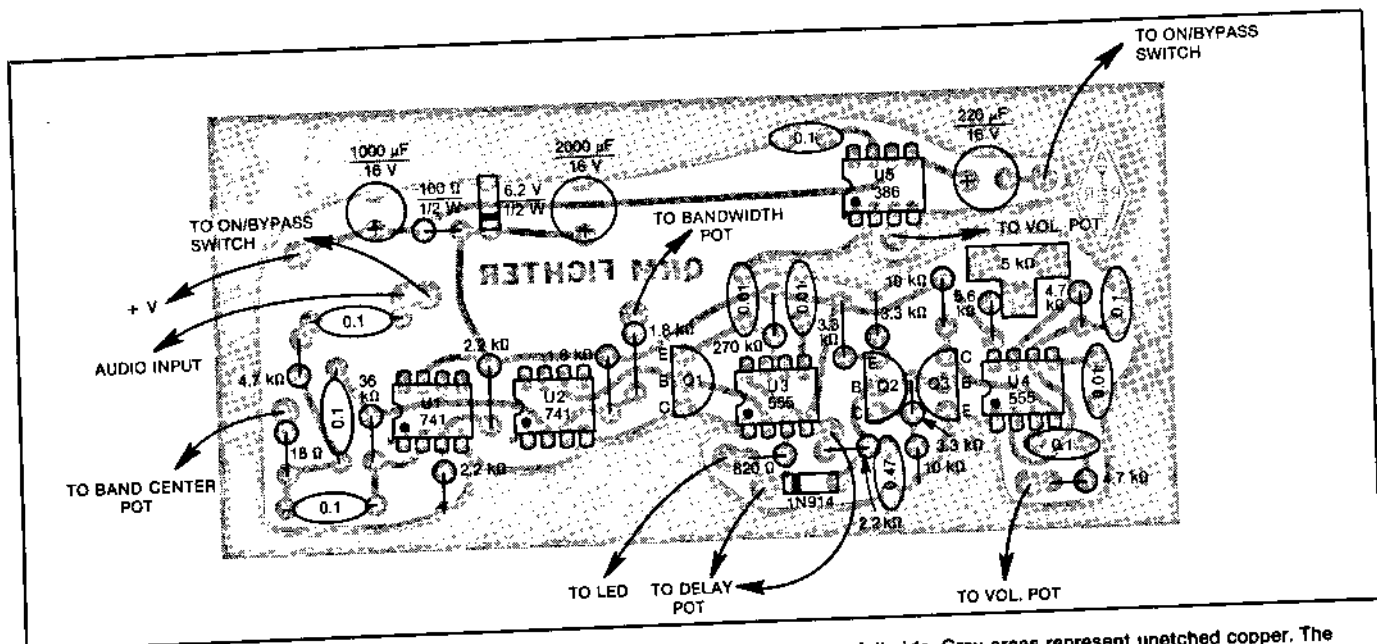 TO ON/BYPASS
SWITCH
220 µF
16 V
0.1
1000 µF
16 V
2000 µF
16 V
100 Ω
1/2 W
6.2 V
1/2 W
U5
386
TO ON/BYPASS
SWITCH
TO BANDWIDTH
POT
TO VOL. POT
QRM FIGHTER
+ V
AUDIO INPUT
0.1
5 kΩ
10 kΩ
4.7
kΩ
0.1
0.01
0.01
3.3 kΩ
1.8 kΩ
270 kΩ
3.3
kΩ
2.2 kΩ
1.8 kΩ
E
B
C
Q1
4.7 kΩ
0.1
36
kΩ
U1
741
U2
741
U3
555
E
B
C
Q2
Q3
C
B
E
U4
555
0.01
18 Ω
TO BAND CENTER
POT
2.2 kΩ
820 Ω
1N914
0.47
3.3 kΩ
10 kΩ
0.1
4.7 kΩ
0.1
2.2 kΩ
TO LED
TO DELAY
POT
TO VOL. POT
Gray areas represent unetched copper. The